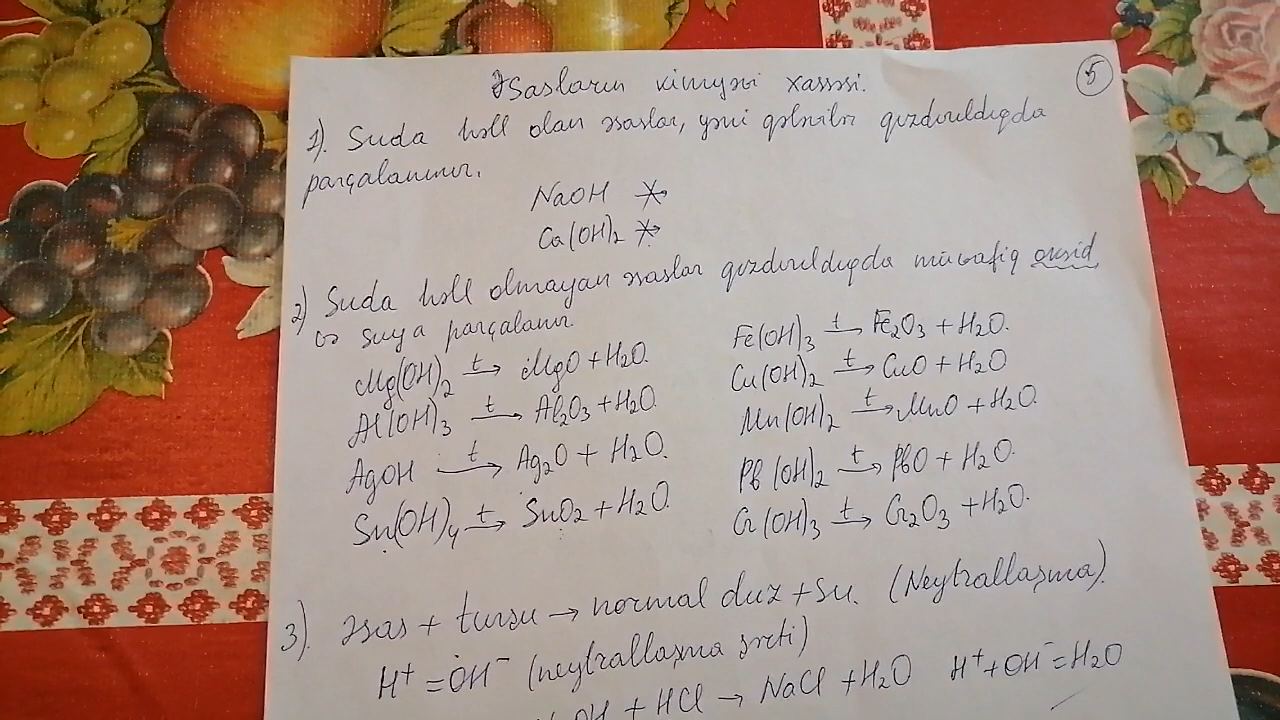 Əsasların kimyəvi xassəsi. 5
1). Suda həll olan əsaslar, yəni qələvilər qızdırıldıqda
parçalanmır.
NaOH
Ca(OH)2
2) Suda həll olmayan əsaslar qızdırıldıqda müvafiq oksid
və suya parçalanır.
Mg(OH)2 t→ MgO + H2O.
Al(OH)3 t→ Al2O3 + H2O.
AgOH t→ Ag2O + H2O.
Sn(OH)4 t→ SnO2 + H2O.
Fe(OH)3 t→ Fe2O3 + H2O.
Cu(OH)2 t→ CuO + H2O
Mn(OH)2 t→ MnO + H2O.
Pb(OH)2 t→ PbO + H2O.
Cr(OH)3 t→ Cr2O3 + H2O.
3). əsas + turşu → normal duz + su. (Neytrallaşma).
H⁺ = OH⁻ (neytrallaşma şərti)
OH + HCl → NaCl + H2O H⁺ + OH⁻ = H2O